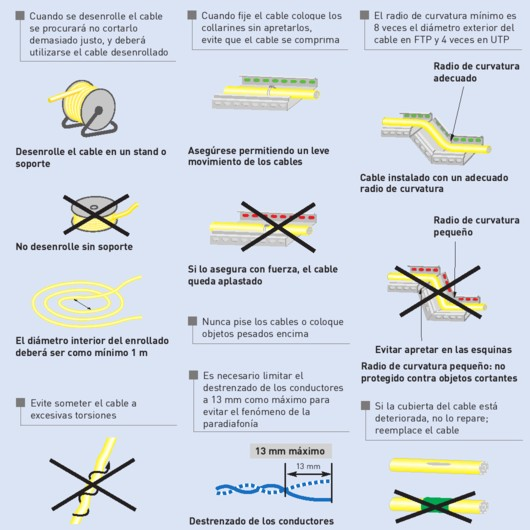 Cuando se desenrolle el cable
se procurará no cortarlo
demasiado justo, y deberá
utilizarse el cable desenrollado
Desenrolle el cable en un stand o
soporte
No desenrolle sin soporte
El diámetro interior del enrollado
deberá ser como mínimo 1 m
Evite someter el cable a
excesivas torsiones
Cuando fije el cable coloque los
collarines sin apretarlos,
evite que el cable se comprima
Asegúrese permitiendo un leve
movimiento de los cables
Si lo asegura con fuerza, el cable
queda aplastado
Nunca pise los cables o coloque
objetos pesados encima
Es necesario limitar el
destrenzado de los conductores
a 13 mm como máximo para
evitar el fenómeno de la
paradiafonía
13 mm máximo
13 mm
Destrenzado de los conductores
El radio de curvatura mínimo es
8 veces el diámetro exterior del
cable en FTP y 4 veces en UTP
Radio de curvatura
adecuado
Cable instalado con un adecuado
radio de curvatura
Radio de curvatura
pequeño
Evitar apretar en las esquinas
Radio de curvatura pequeño: no
protegido contra objetos cortantes
Si la cubierta del cable está
deteriorada, no lo repare;
reemplace el cable